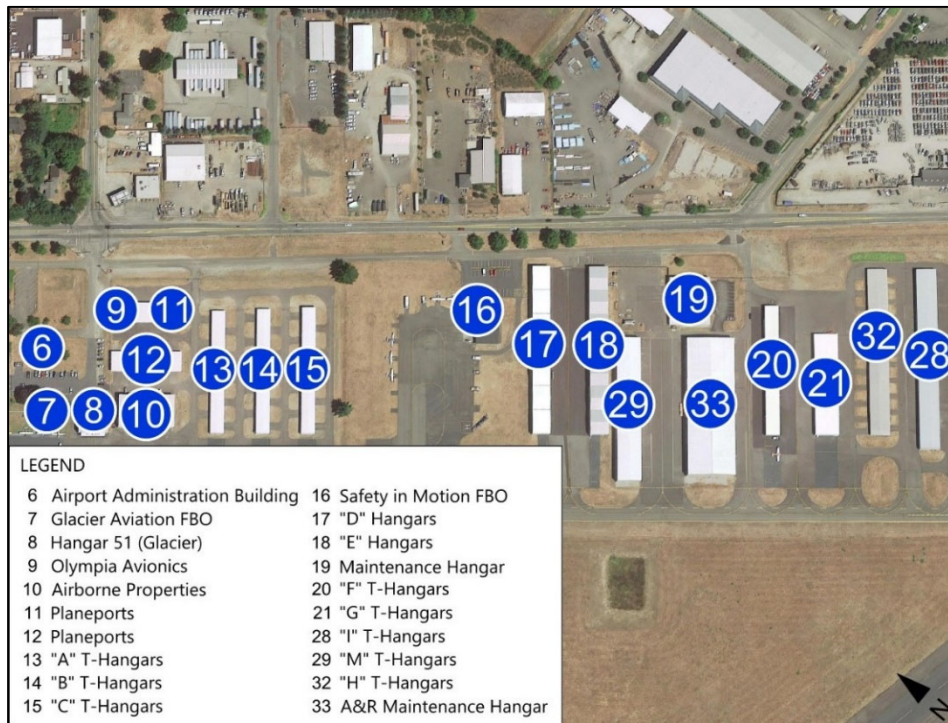 9 11 16 19
6 12 13 14 15 17 18 20 21 32 28
7 8 10 29 33
LEGEND
6 Airport Administration Building
7 Glacier Aviation FBO
8 Hangar 51 (Glacier)
9 Olympia Avionics
10 Airborne Properties
11 Planeports
12 Planeports
13 "A" T-Hangars
14 "B" T-Hangars
15 "C" T-Hangars
16 Safety in Motion FBO
17 "D" Hangars
18 "E" Hangars
19 Maintenance Hangar
20 "F" T-Hangars
21 "G" T-Hangars
28 "I" T-Hangars
29 "M" T-Hangars
32 "H" T-Hangars
33 A&R Maintenance Hangar
N